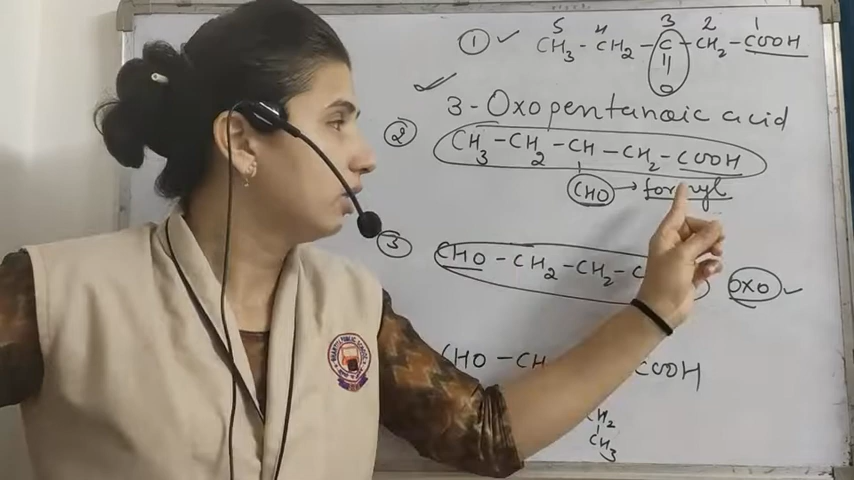 5 4 3 2 1
① ✓ CH3 - CH2 - C - CH2 - COOH
||
O
✓ 3-Oxopentanoic acid
② CH3 - CH2 - CH - CH2 - COOH
CHO → formyl
③ CHO - CH2 - CH2 - C
OXO ✓
CHO - CH
COOH
CH2
CH3